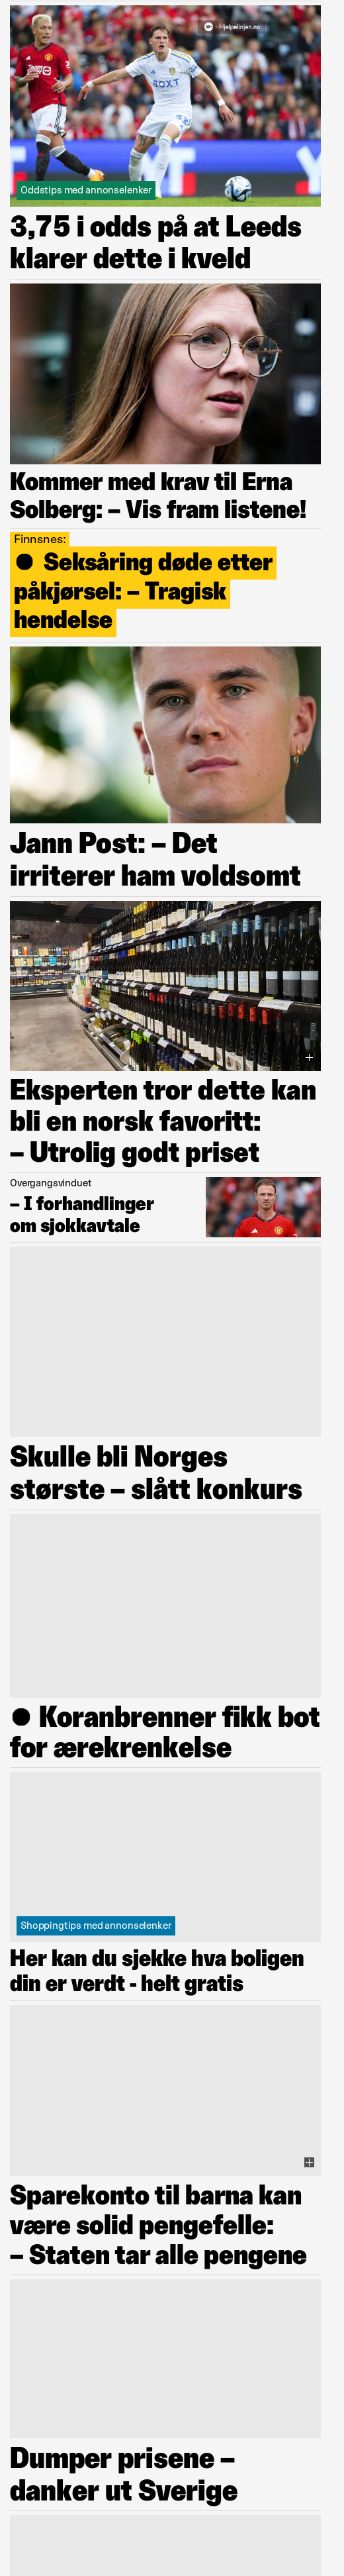 - Hjelpelinjen.no
BOXT
Oddstips med annonselenker
3,75 i odds på at Leeds
klarer dette i kveld
Kommer med krav til Erna
Solberg: – Vis fram listene!
Finnsnes:
● Seksåring døde etter
påkjørsel: – Tragisk
hendelse
Jann Post: – Det
irriterer ham voldsomt
Eksperten tror dette kan
bli en norsk favoritt:
– Utrolig godt priset
Overgangsvinduet
– I forhandlinger
om sjokkavtale
Skulle bli Norges
største – slått konkurs
● Koranbrenner fikk bot
for ærekrenkelse
Shoppingtips med annonselenker
Her kan du sjekke hva boligen
din er verdt - helt gratis
Sparekonto til barna kan
være solid pengefelle:
– Staten tar alle pengene
Dumper prisene –
danker ut Sverige